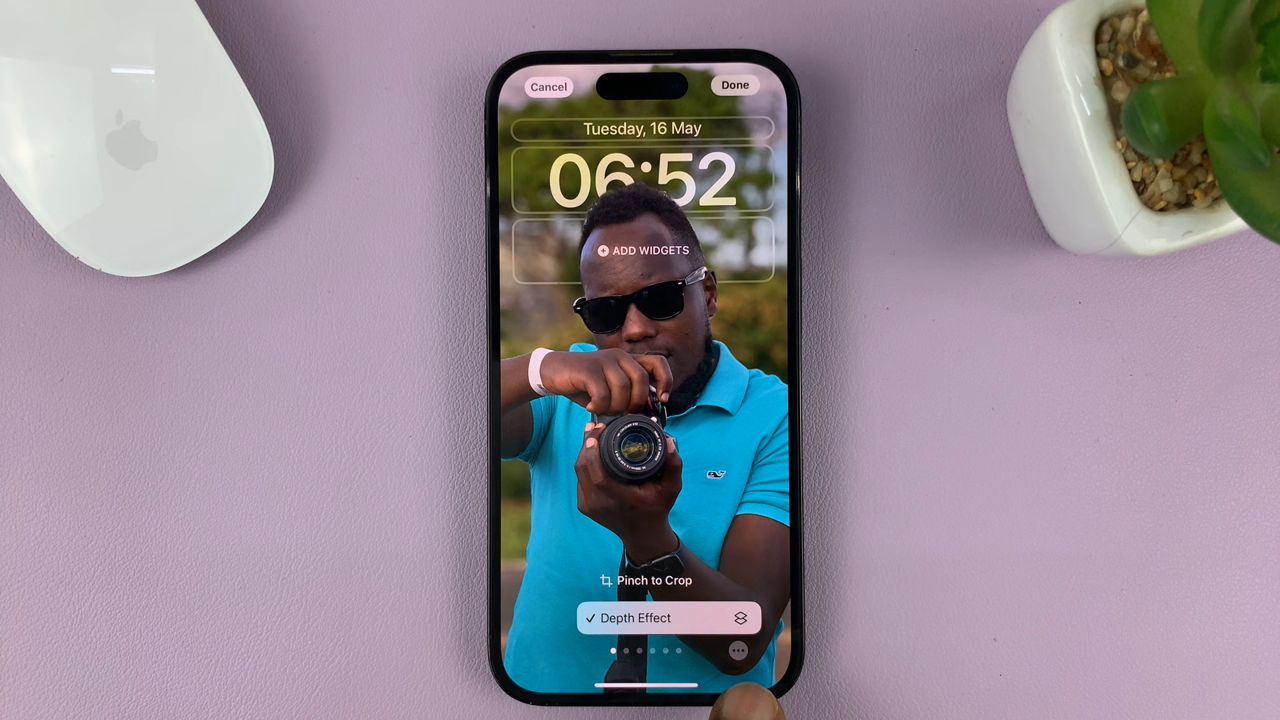 Cancel
Done
Tuesday, 16 May
06:52
ADD WIDGETS
Pinch to Crop
✓ Depth Effect